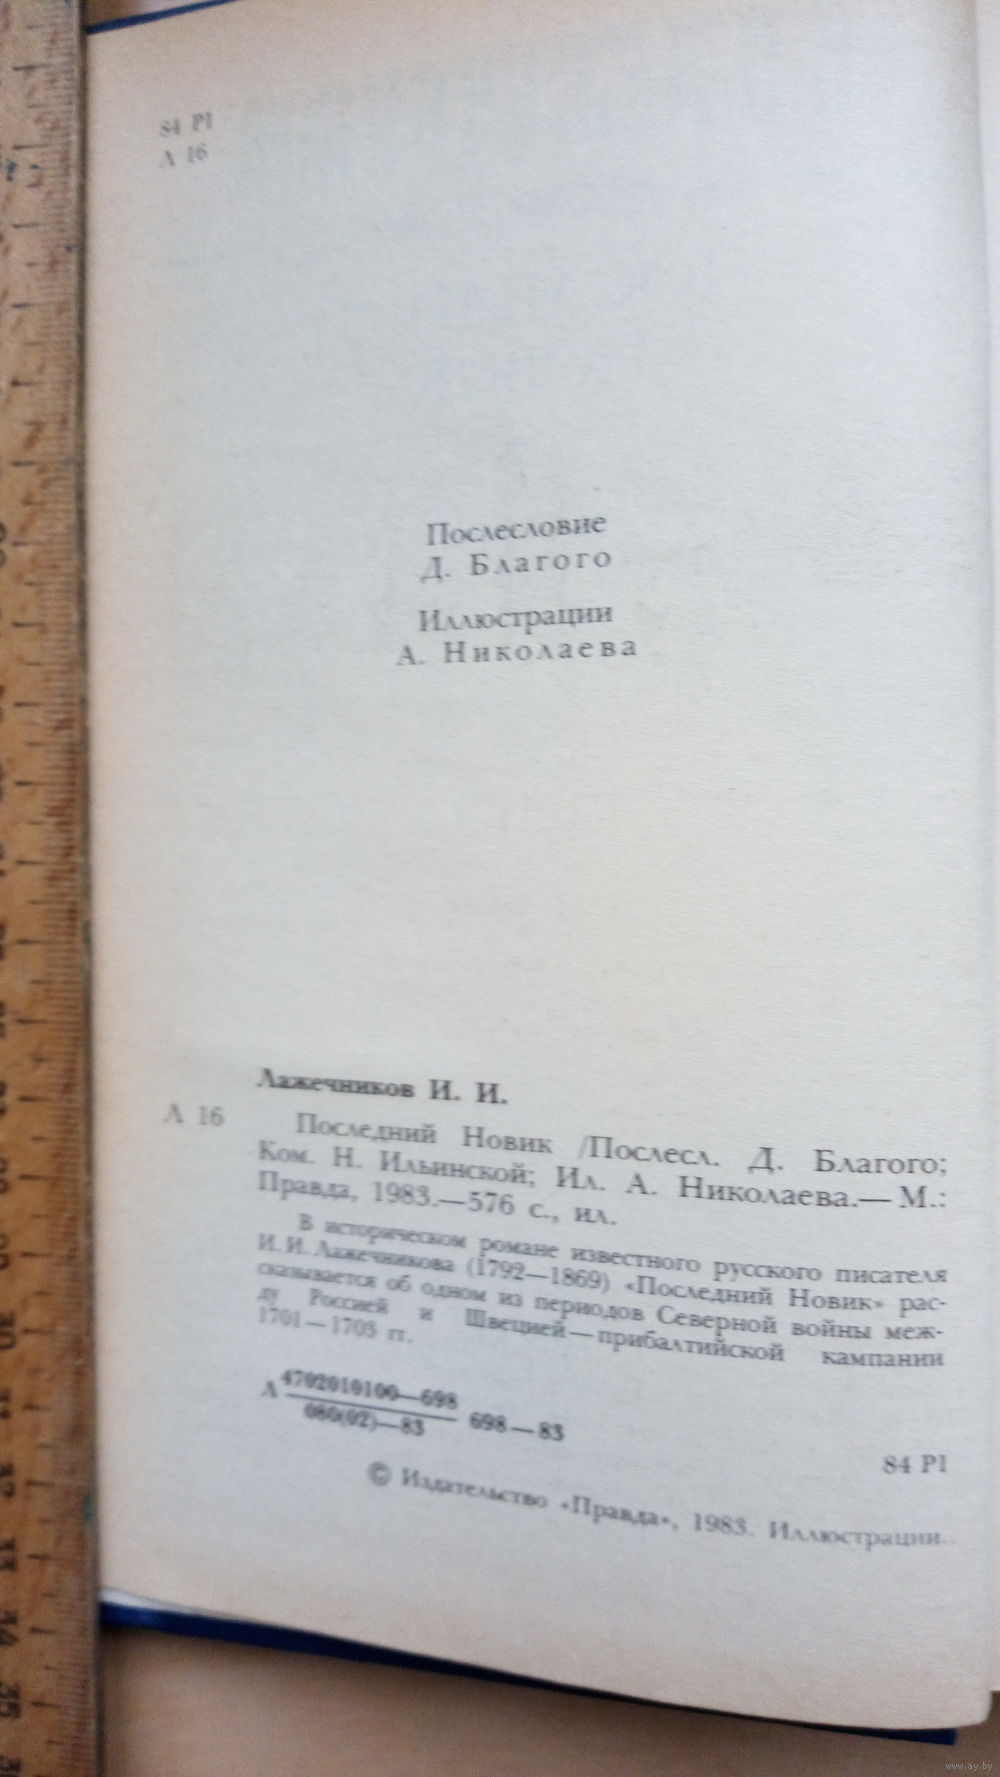 84 Р1
Л 16
Послесловие
Д. Благого
Иллюстрации
А. Николаева
Лажечников И. И.
Л 16
Последний Новик /Послесл. Д. Благого;
Ком. Н. Ильинской; Ил. А. Николаева.— М.:
Правда, 1983.—576 с., ил.
В историческом романе известного русского писателя
И. И. Лажечникова (1792—1869) «Последний Новик» рас-
сказывается об одном из периодов Северной войны меж-
ду Россией и Швецией—прибалтийской кампании
1701—1703 гг.
Л 4702010100—698
080(02)—83
698—83
84 Р1
© Издательство «Правда», 1983. Иллюстрации.
www.ay.by